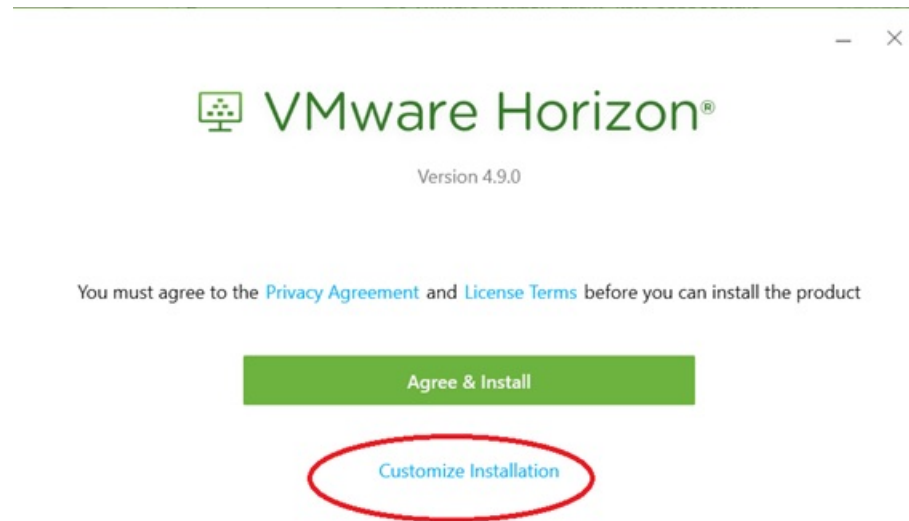 VMware Horizon®
Version 4.9.0
You must agree to the Privacy Agreement and License Terms before you can install the product
Agree & Install
Customize Installation